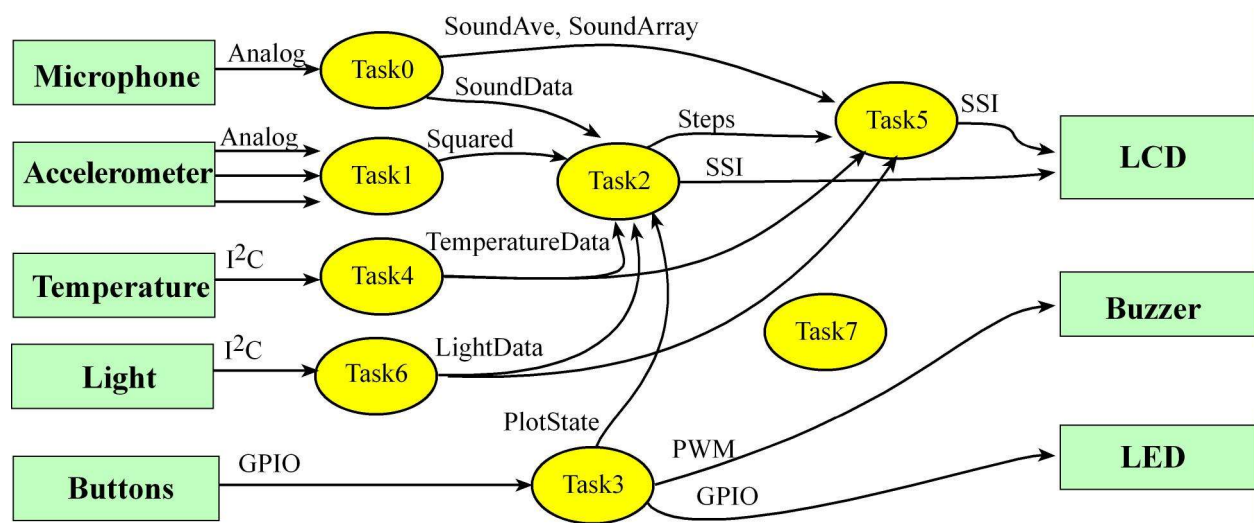 SoundAve, SoundArray
Microphone
Analog
Task0
SoundData
Steps
Task5
SSI
LCD
Accelerometer
Analog
Task1
Squared
Task2
SSI
Temperature
I²C
Task4
TemperatureData
Task7
Buzzer
Light
I²C
Task6
LightData
PlotState
Buttons
GPIO
Task3
PWM
GPIO
LED